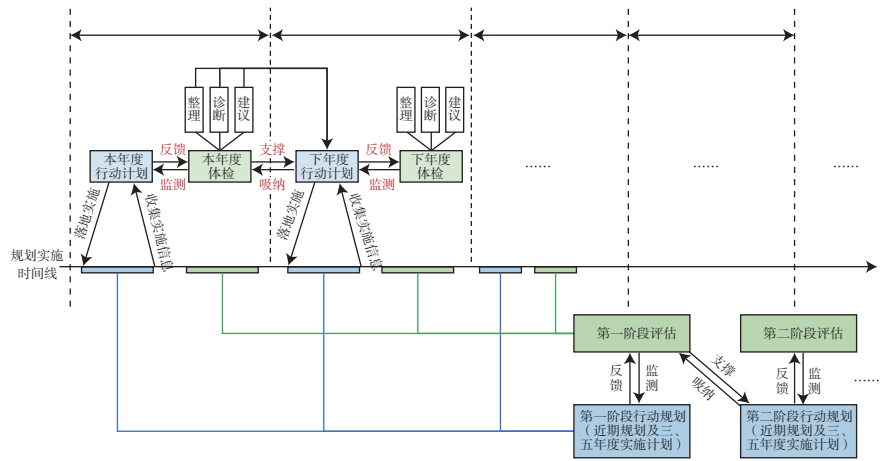 整理
诊断
建议
整理
诊断
建议
本年度
行动计划
反馈
监测
本年度
体检
支撑
吸纳
下年度
行动计划
反馈
监测
下年度
体检
……
……
……
落地实施
收集实施信息
落地实施
收集实施信息
规划实施
时间线
第一阶段评估
第二阶段评估
反馈
监测
支撑
吸纳
反馈
监测
……
第一阶段行动规划
（近期规划及三、
五年度实施计划）
第二阶段行动规划
（近期规划及三、
五年度实施计划）